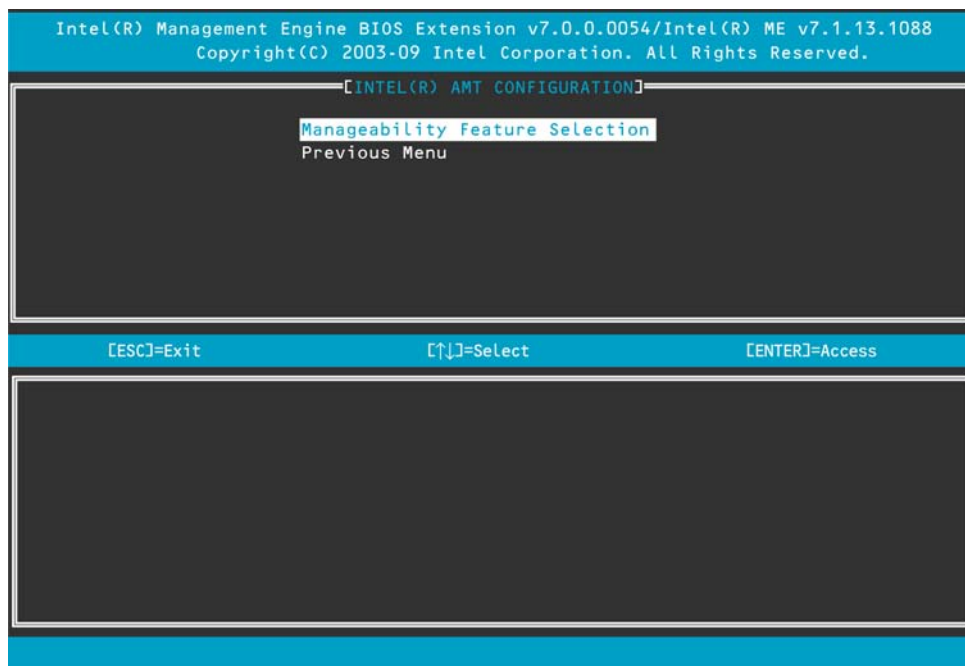 Intel(R) Management Engine BIOS Extension v7.0.0.0054/Intel(R) ME v7.1.13.1088
Copyright(C) 2003-09 Intel Corporation. All Rights Reserved.
[INTEL(R) AMT CONFIGURATION]
Manageability Feature Selection
Previous Menu
[ESC]=Exit [↑↓]=Select [ENTER]=Access